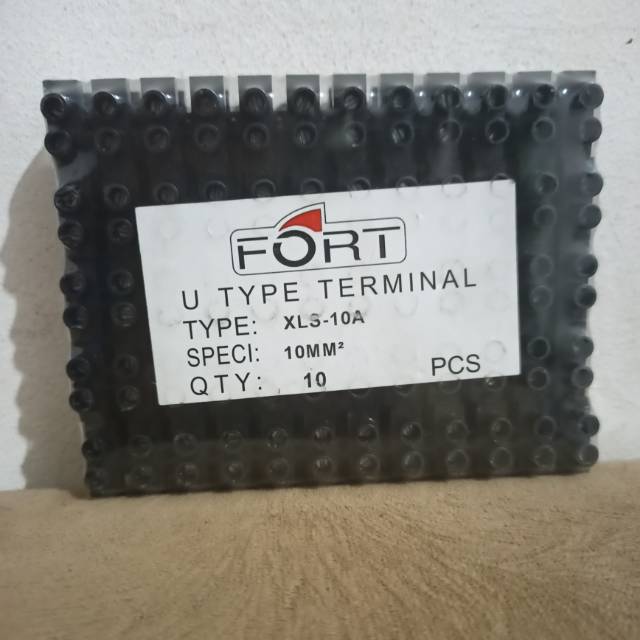 FORT
U TYPE TERMINAL
TYPE: XLS-10A
SPECI: 10MM²
QTY: 10 PCS